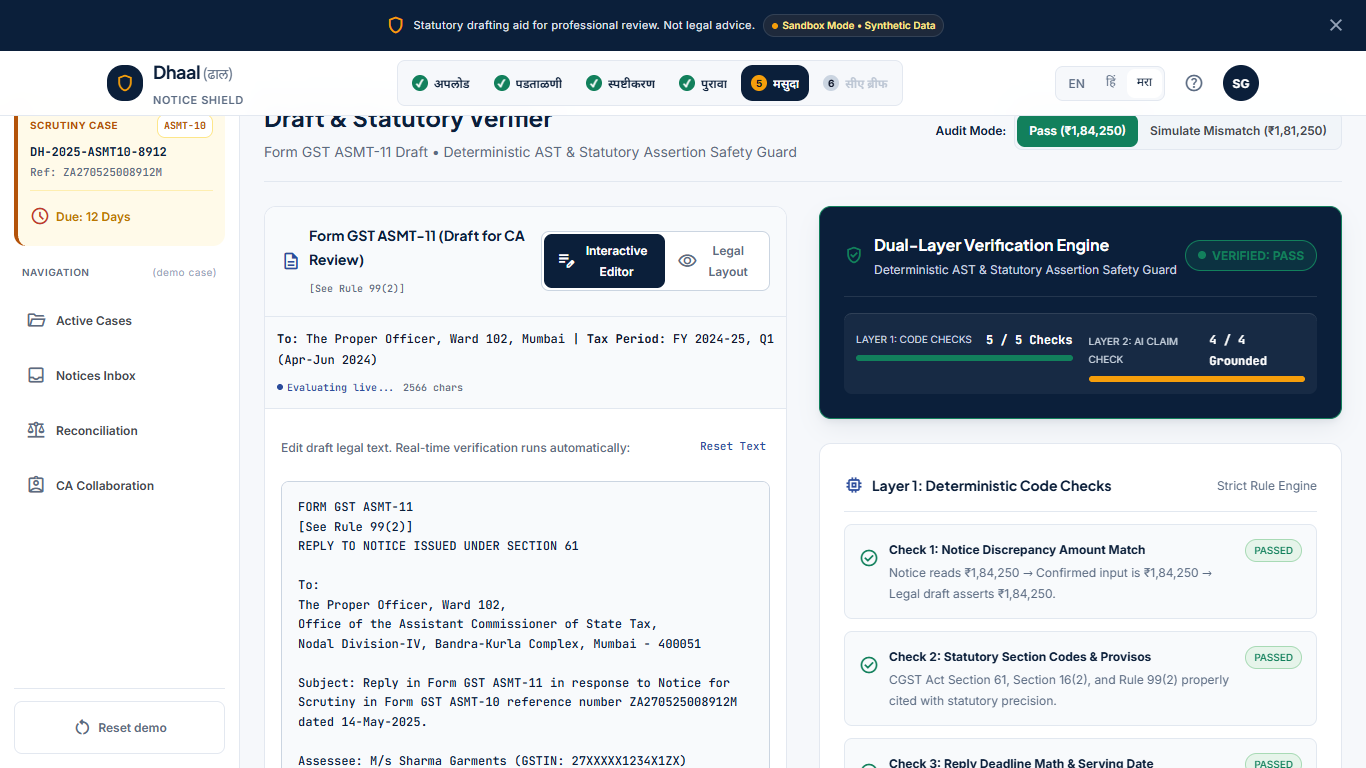 Statutory drafting aid for professional review. Not legal advice.
Sandbox Mode • Synthetic Data
Dhaal (ढाल)
NOTICE SHIELD
अपलोड
पडताळणी
स्पष्टीकरण
पुरावा
5 मसुदा
6 सीए ब्रीफ
EN
हिं
मरा
SG
SCRUTINY CASE
ASMT-10
DH-2025-ASMT10-8912
Ref: ZA270525008912M
Due: 12 Days
NAVIGATION
(demo case)
Active Cases
Notices Inbox
Reconciliation
CA Collaboration
Reset demo
Draft & Statutory Verifier
Form GST ASMT-11 Draft • Deterministic AST & Statutory Assertion Safety Guard
Audit Mode:
Pass (₹1,84,250)
Simulate Mismatch (₹1,81,250)
Form GST ASMT-11 (Draft for CA
Review)
[See Rule 99(2)]
Interactive
Editor
Legal
Layout
To: The Proper Officer, Ward 102, Mumbai | Tax Period: FY 2024-25, Q1
(Apr-Jun 2024)
Evaluating live... 2566 chars
Edit draft legal text. Real-time verification runs automatically:
Reset Text
FORM GST ASMT-11
[See Rule 99(2)]
REPLY TO NOTICE ISSUED UNDER SECTION 61
To:
The Proper Officer, Ward 102,
Office of the Assistant Commissioner of State Tax,
Nodal Division-IV, Bandra-Kurla Complex, Mumbai - 400051
Subject: Reply in Form GST ASMT-11 in response to Notice for
Scrutiny in Form GST ASMT-10 reference number ZA270525008912M
dated 14-May-2025.
Assessee: M/s Sharma Garments (GSTIN: 27XXXXX1234X1ZX)
Dual-Layer Verification Engine
Deterministic AST & Statutory Assertion Safety Guard
VERIFIED: PASS
LAYER 1: CODE CHECKS
5 / 5 Checks
LAYER 2: AI CLAIM
CHECK
4 / 4
Grounded
Layer 1: Deterministic Code Checks
Strict Rule Engine
Check 1: Notice Discrepancy Amount Match
PASSED
Notice reads ₹1,84,250 → Confirmed input is ₹1,84,250 →
Legal draft asserts ₹1,84,250.
Check 2: Statutory Section Codes & Provisos
PASSED
CGST Act Section 61, Section 16(2), and Rule 99(2) properly
cited with statutory precision.
Check 3: Reply Deadline Math & Serving Date
PASSED